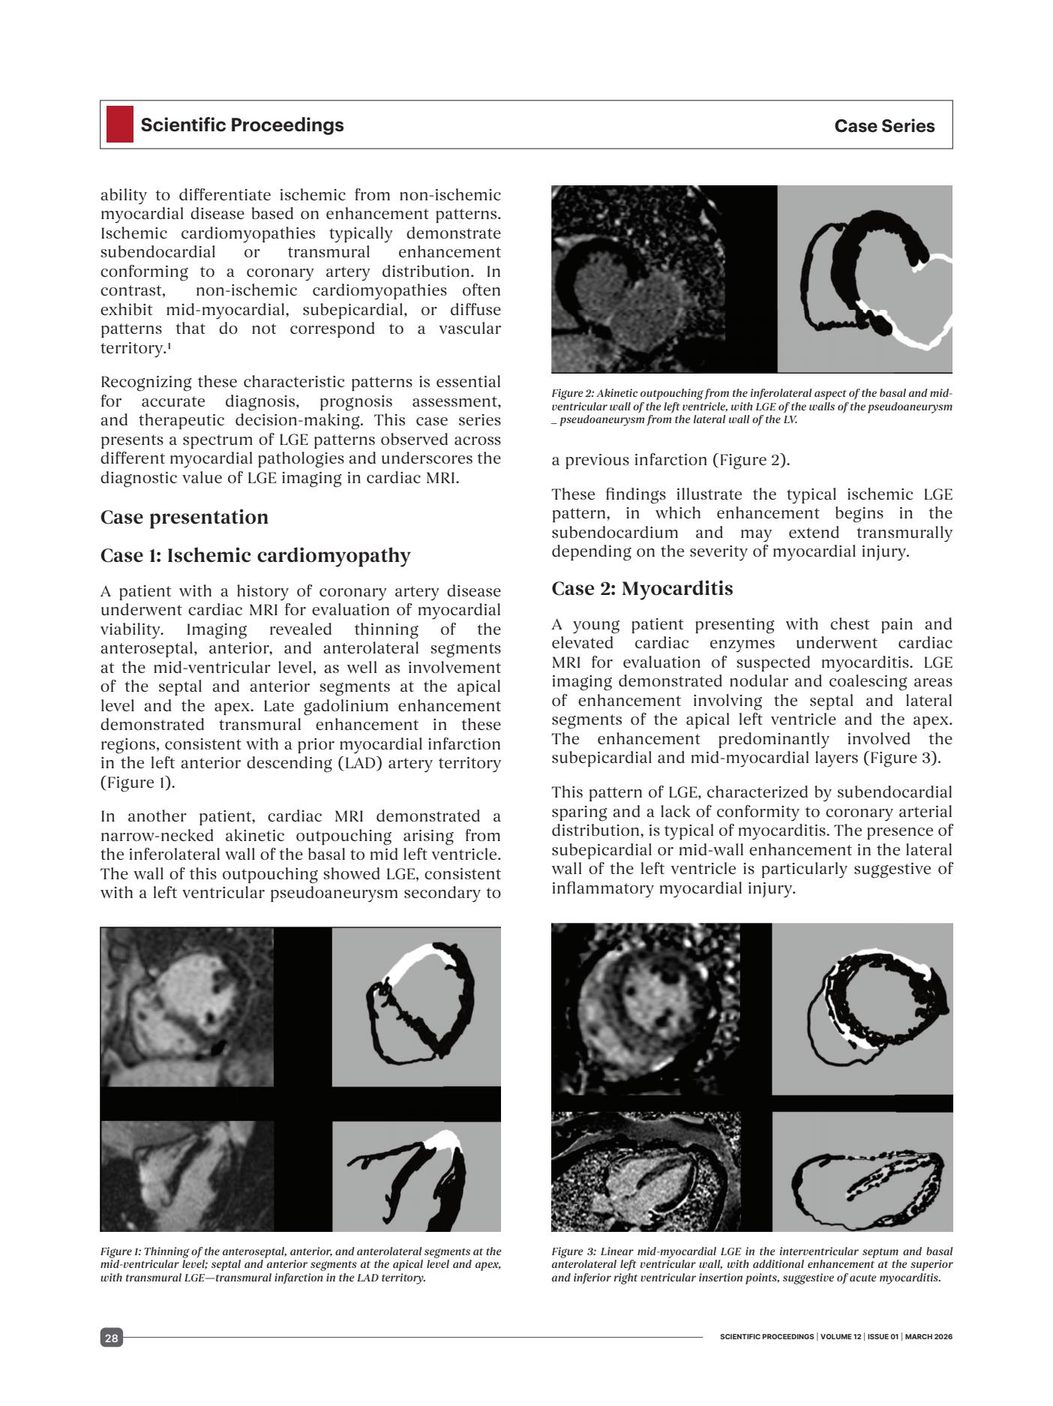 Scientific Proceedings
Case Series
ability to differentiate ischemic from non-ischemic
myocardial disease based on enhancement patterns.
Ischemic cardiomyopathies typically demonstrate
subendocardial or transmural enhancement
conforming to a coronary artery distribution. In
contrast, non-ischemic cardiomyopathies often
exhibit mid-myocardial, subepicardial, or diffuse
patterns that do not correspond to a vascular
territory.¹
Recognizing these characteristic patterns is essential
for accurate diagnosis, prognosis assessment,
and therapeutic decision-making. This case series
presents a spectrum of LGE patterns observed across
different myocardial pathologies and underscores the
diagnostic value of LGE imaging in cardiac MRI.
Case presentation
Case 1: Ischemic cardiomyopathy
A patient with a history of coronary artery disease
underwent cardiac MRI for evaluation of myocardial
viability. Imaging revealed thinning of the
anteroseptal, anterior, and anterolateral segments
at the mid-ventricular level, as well as involvement
of the septal and anterior segments at the apical
level and the apex. Late gadolinium enhancement
demonstrated transmural enhancement in these
regions, consistent with a prior myocardial infarction
in the left anterior descending (LAD) artery territory
(Figure 1).
In another patient, cardiac MRI demonstrated a
narrow-necked akinetic outpouching arising from
the inferolateral wall of the basal to mid left ventricle.
The wall of this outpouching showed LGE, consistent
with a left ventricular pseudoaneurysm secondary to
Figure 1: Thinning of the anteroseptal, anterior, and anterolateral segments at the
mid-ventricular level; septal and anterior segments at the apical level and apex,
with transmural LGE—transmural infarction in the LAD territory.
Figure 2: Akinetic outpouching from the inferolateral aspect of the basal and mid-
ventricular wall of the left ventricle, with LGE of the walls of the pseudoaneurysm
_ pseudoaneurysm from the lateral wall of the LV.
a previous infarction (Figure 2).
These findings illustrate the typical ischemic LGE
pattern, in which enhancement begins in the
subendocardium and may extend transmurally
depending on the severity of myocardial injury.
Case 2: Myocarditis
A young patient presenting with chest pain and
elevated cardiac enzymes underwent cardiac
MRI for evaluation of suspected myocarditis. LGE
imaging demonstrated nodular and coalescing areas
of enhancement involving the septal and lateral
segments of the apical left ventricle and the apex.
The enhancement predominantly involved the
subepicardial and mid-myocardial layers (Figure 3).
This pattern of LGE, characterized by subendocardial
sparing and a lack of conformity to coronary arterial
distribution, is typical of myocarditis. The presence of
subepicardial or mid-wall enhancement in the lateral
wall of the left ventricle is particularly suggestive of
inflammatory myocardial injury.
Figure 3: Linear mid-myocardial LGE in the interventricular septum and basal
anterolateral left ventricular wall, with additional enhancement at the superior
and inferior right ventricular insertion points, suggestive of acute myocarditis.
28
SCIENTIFIC PROCEEDINGS | VOLUME 12 | ISSUE 01 | MARCH 2026